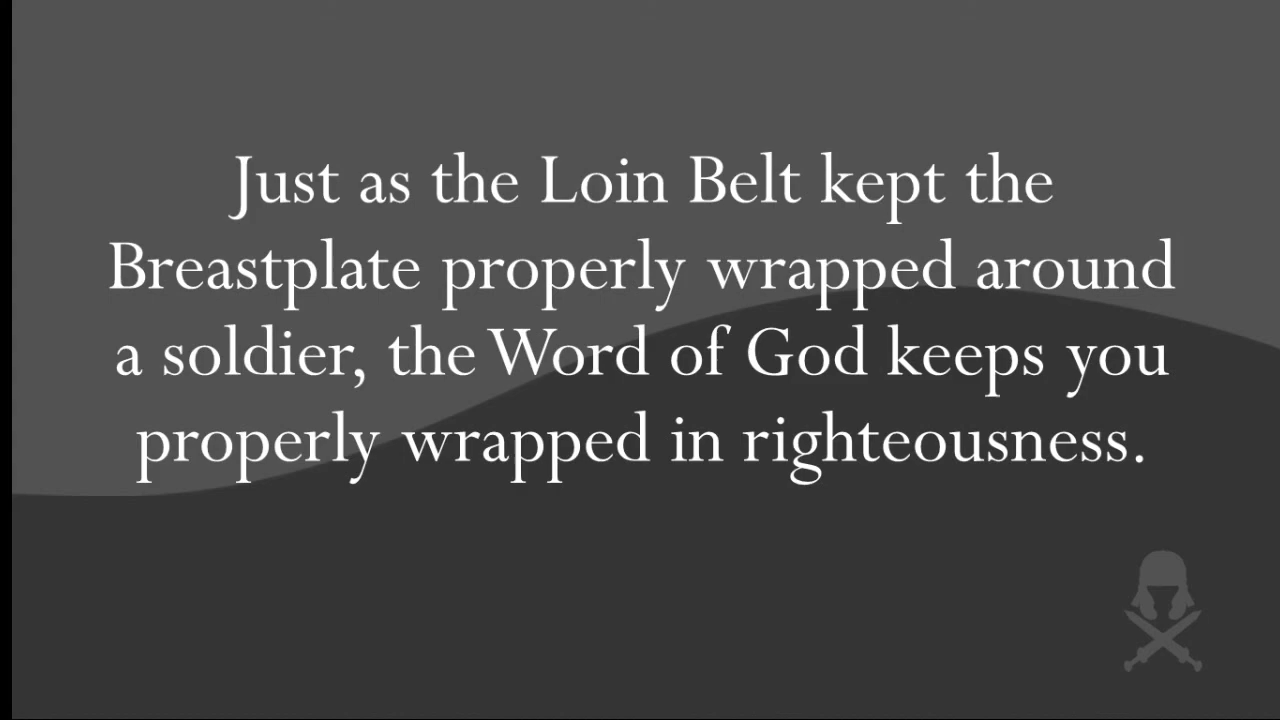 Just as the Loin Belt kept the
Breastplate properly wrapped around
a soldier, the Word of God keeps you
properly wrapped in righteousness.